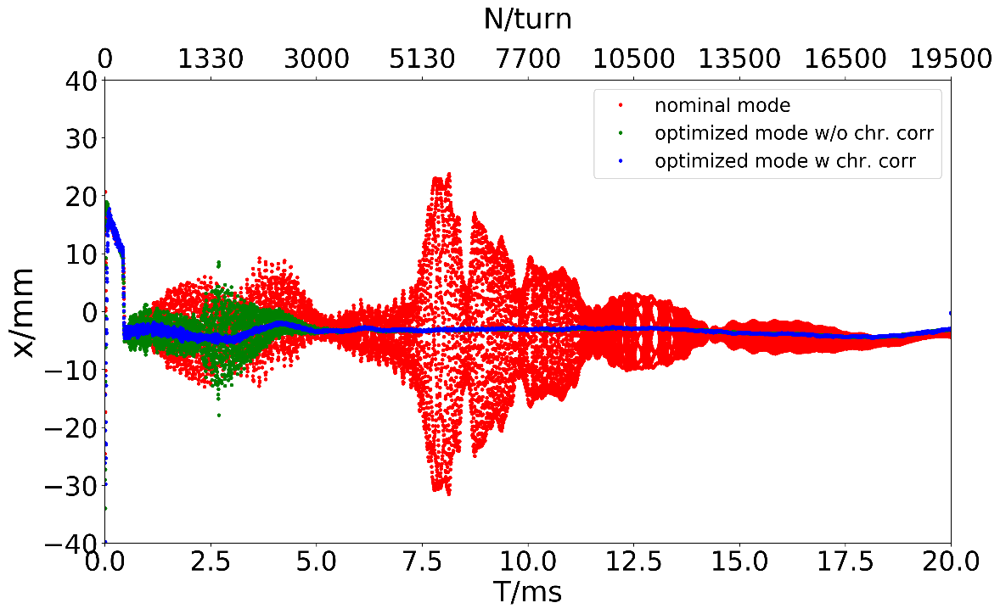 N/turn
0 1330 3000 5130 7700 10500 13500 16500 19500
40
nominal mode
30
optimized mode w/o chr. corr
optimized mode w chr. corr
20
10
x/mm
0
−10
−20
−30
−40
0.0 2.5 5.0 7.5 10.0 12.5 15.0 17.5 20.0
T/ms